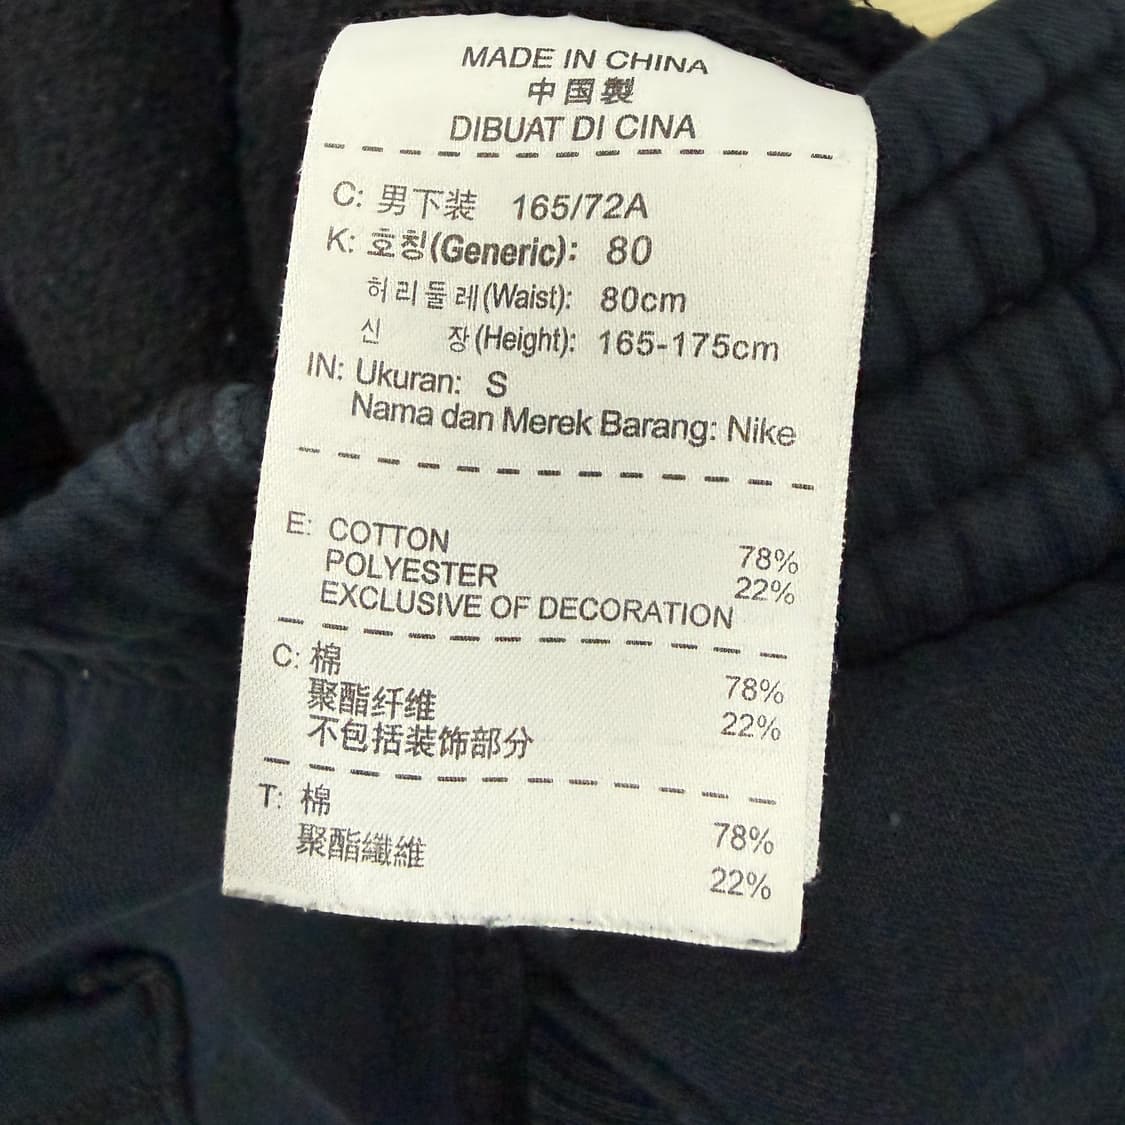 MADE IN CHINA
中国製
DIBUAT DI CINA
C: 男下装 165/72A
K: 호칭(Generic): 80
허리둘레(Waist): 80cm
신 장(Height): 165-175cm
IN: Ukuran: S
Nama dan Merek Barang: Nike
E: COTTON 78%
POLYESTER 22%
EXCLUSIVE OF DECORATION
C: 棉 78%
聚酯纤维 22%
不包括装饰部分
T: 棉 78%
聚酯纖維 22%